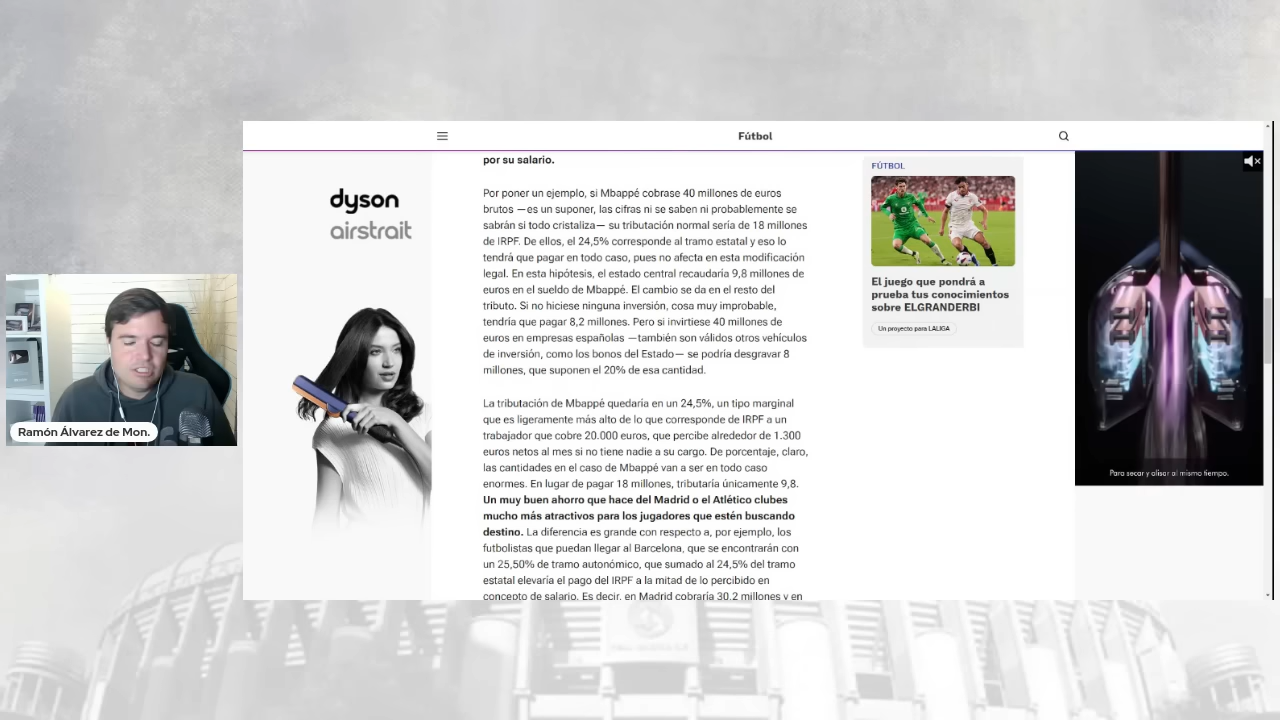 Fútbol
por su salario.
Por poner un ejemplo, si Mbappé cobrase 40 millones de euros
brutos —es un suponer, las cifras ni se saben ni probablemente se
sabrán si todo cristaliza— su tributación normal sería de 18 millones
de IRPF. De ellos, el 24,5% corresponde al tramo estatal y eso lo
tendrá que pagar en todo caso, pues no afecta en esta modificación
legal. En esta hipótesis, el estado central recaudaría 9,8 millones de
euros en el sueldo de Mbappé. El cambio se da en el resto del
tributo. Si no hiciese ninguna inversión, cosa muy improbable,
tendría que pagar 8,2 millones. Pero si invirtiese 40 millones de
euros en empresas españolas —también son válidos otros vehículos
de inversión, como los bonos del Estado— se podría desgravar 8
millones, que suponen el 20% de esa cantidad.
La tributación de Mbappé quedaría en un 24,5%, un tipo marginal
que es ligeramente más alto de lo que corresponde de IRPF a un
trabajador que cobre 20.000 euros, que percibe alrededor de 1.300
euros netos al mes si no tiene nadie a su cargo. De porcentaje, claro,
las cantidades en el caso de Mbappé van a ser en todo caso
enormes. En lugar de pagar 18 millones, tributaría únicamente 9,8.
Un muy buen ahorro que hace del Madrid o el Atlético clubes
mucho más atractivos para los jugadores que estén buscando
destino. La diferencia es grande con respecto a, por ejemplo, los
futbolistas que puedan llegar al Barcelona, que se encontrarán con
un 25,50% de tramo autonómico, que sumado al 24,5% del tramo
estatal elevaría el pago del IRPF a la mitad de lo percibido en
concepto de salario. Es decir, en Madrid cobraría 30,2 millones y en
dyson
airstrait
FÚTBOL
El juego que pondrá a
prueba tus conocimientos
sobre ELGRANDERBI
Un proyecto para LALIGA
Para secar y alisar al mismo tiempo.
Ramón Álvarez de Mon.